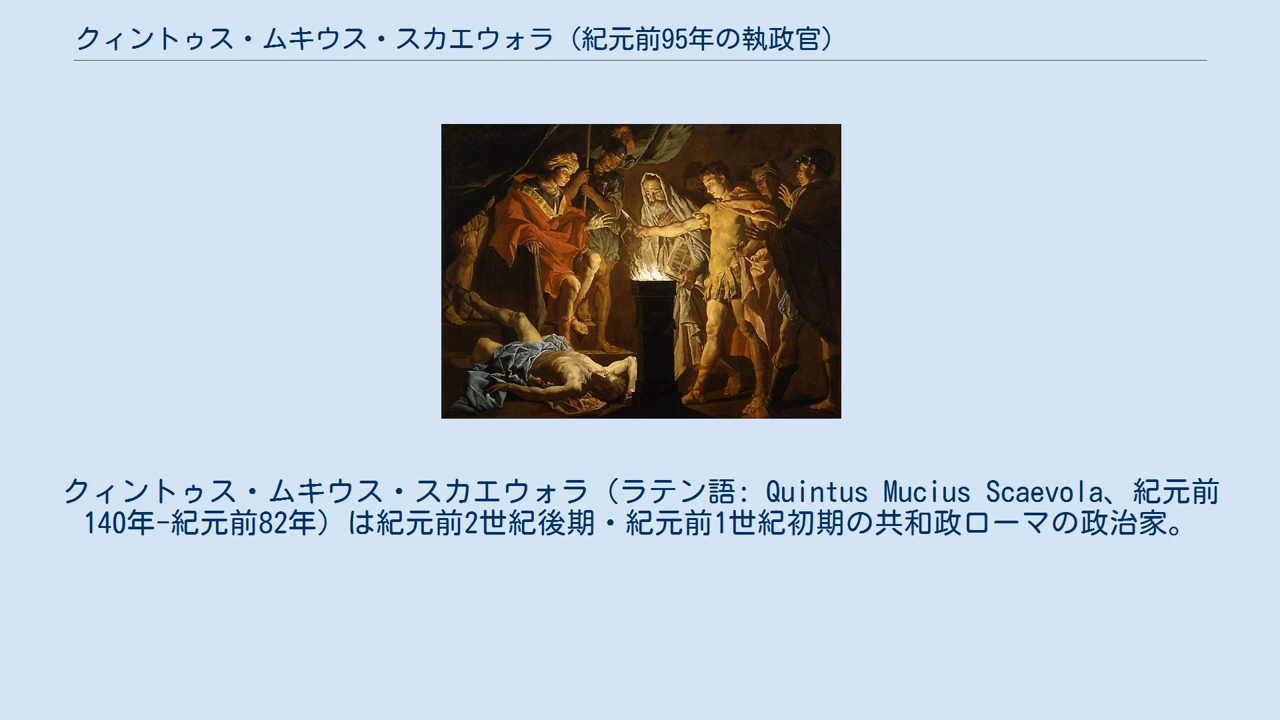 クィントゥス・ムキウス・スカエウォラ（紀元前95年の執政官）
クィントゥス・ムキウス・スカエウォラ（ラテン語: Quintus Mucius Scaevola、紀元前
140年-紀元前82年）は紀元前2世紀後期・紀元前1世紀初期の共和政ローマの政治家。